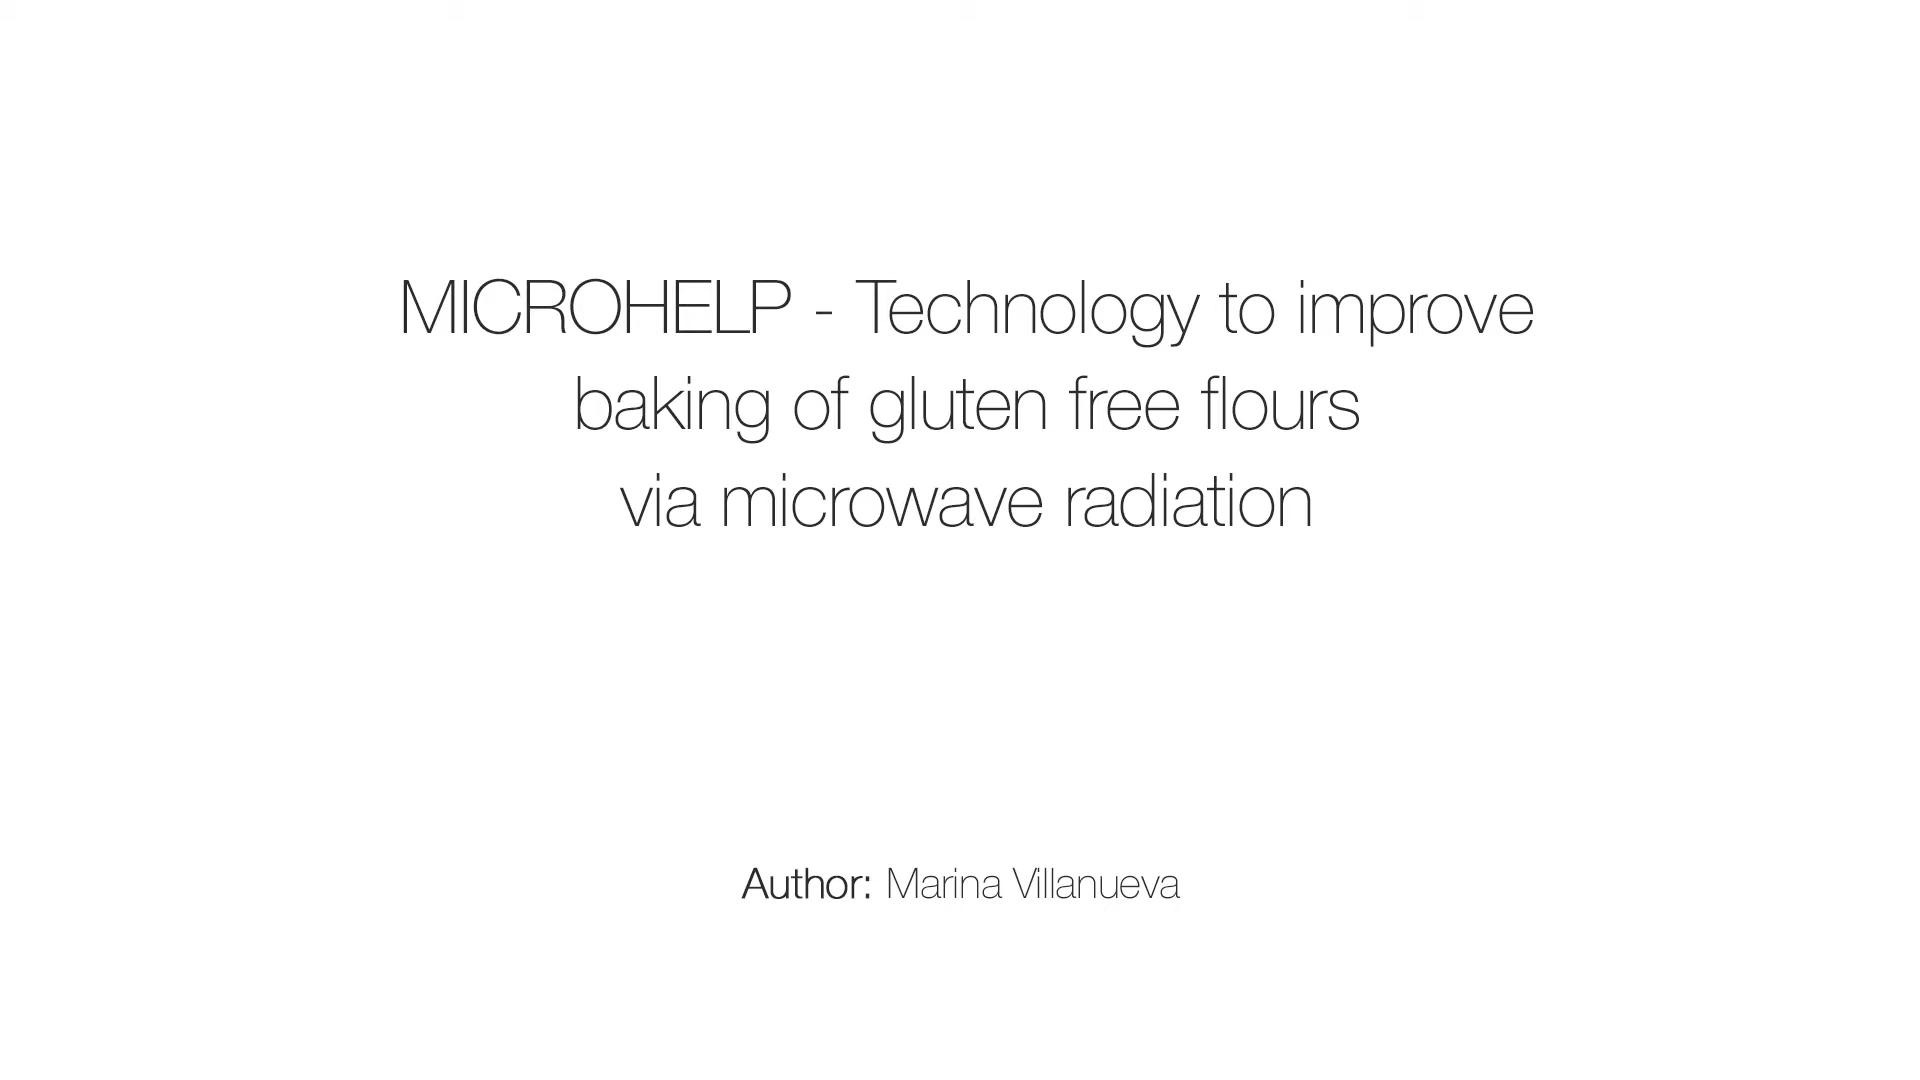 MICROHELP - Technology to improve
baking of gluten free flours
via microwave radiation
Author: Marina Villanueva